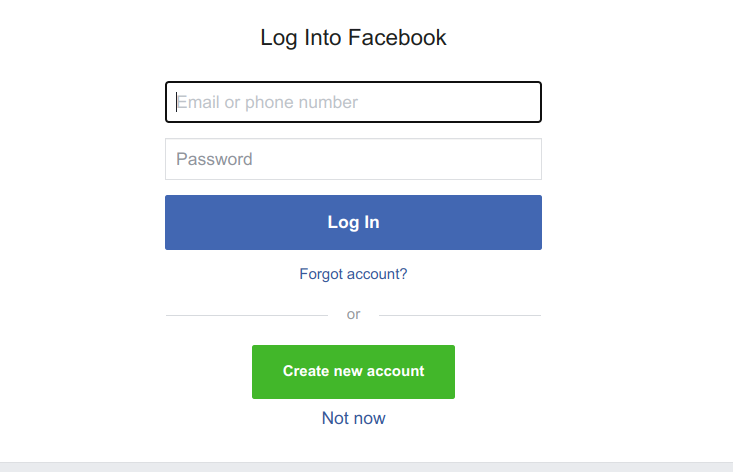 Log Into Facebook
Email or phone number
Password
Log In
Forgot account?
or
Create new account
Not now